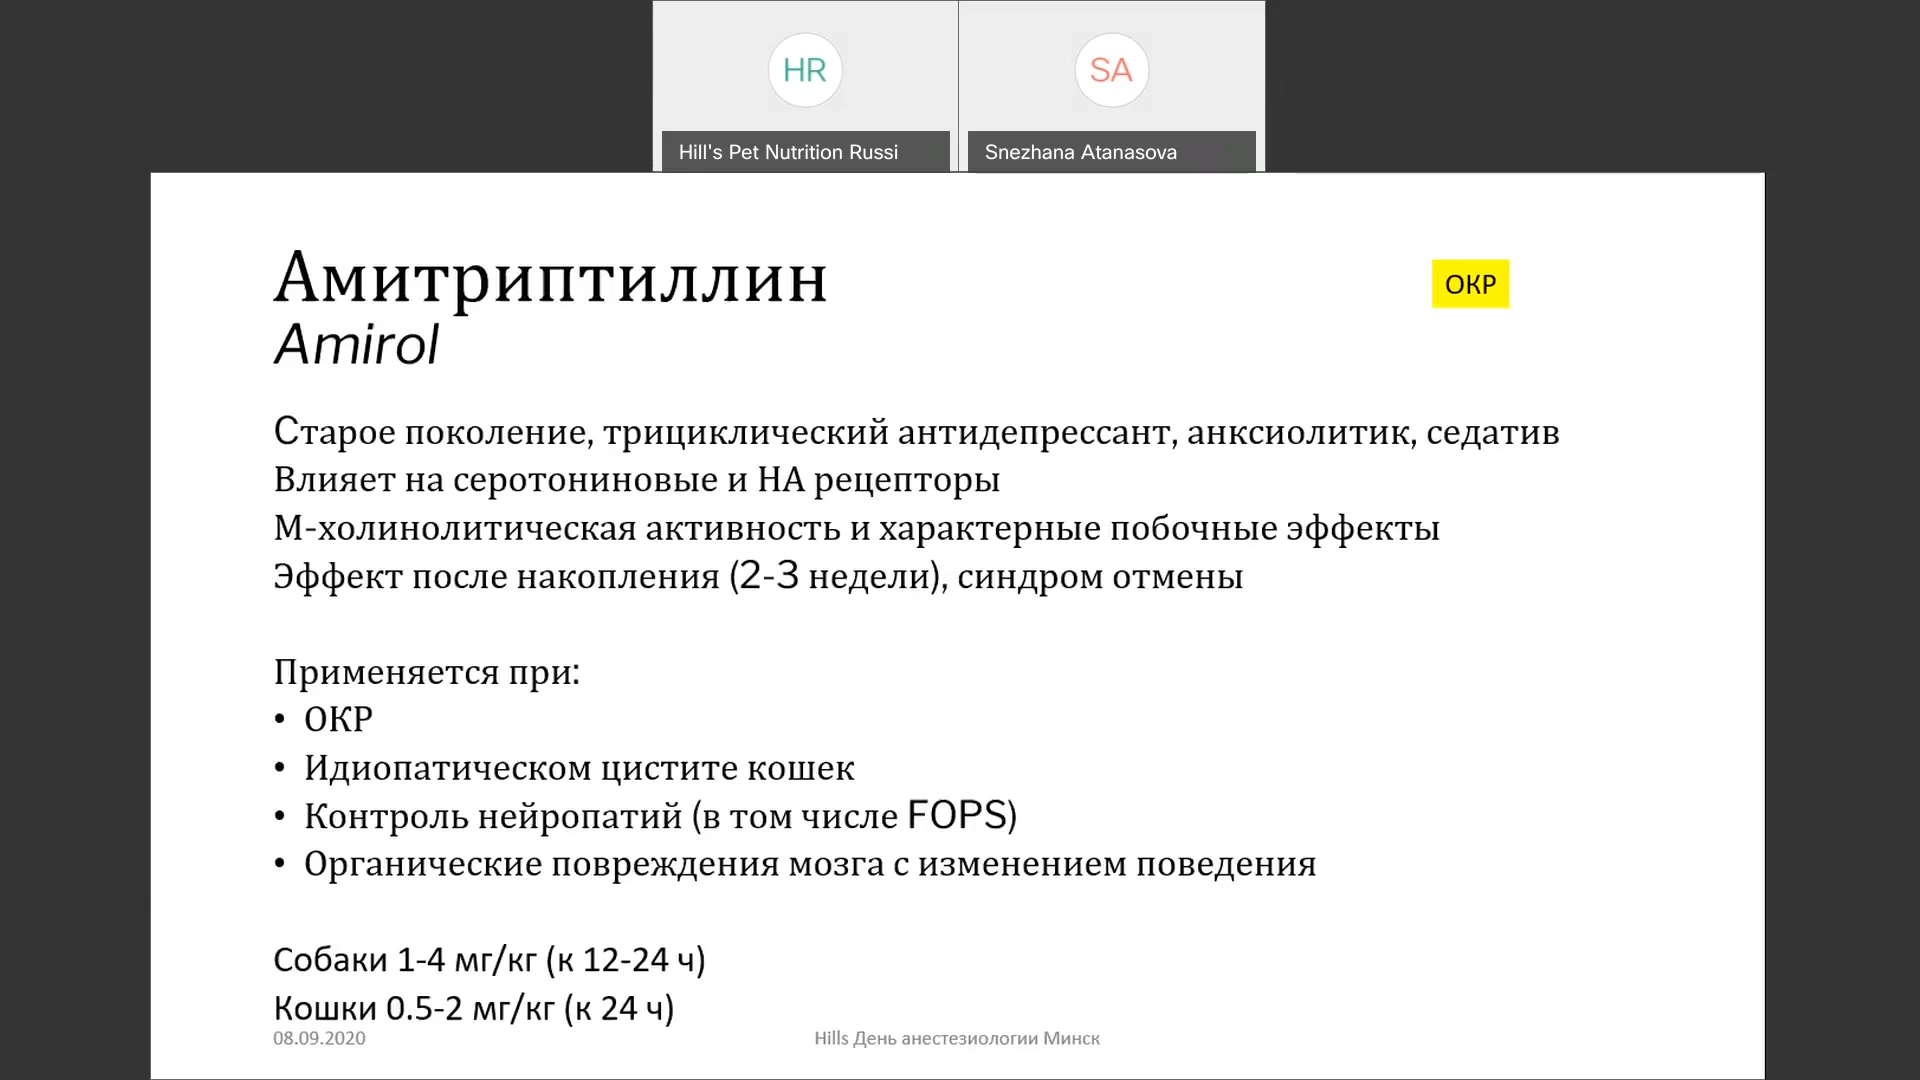 HR
SA
Hill's Pet Nutrition Russi
Snezhana Atanasova
Амитриптиллин
ОКР
Amirol
Старое поколение, трициклический антидепрессант, анксиолитик, седатив
Влияет на серотониновые и НА рецепторы
М-холинолитическая активность и характерные побочные эффекты
Эффект после накопления (2-3 недели), синдром отмены
Применяется при:
• ОКР
• Идиопатическом цистите кошек
• Контроль нейропатий (в том числе FOPS)
• Органические повреждения мозга с изменением поведения
Собаки 1-4 мг/кг (к 12-24 ч)
Кошки 0.5-2 мг/кг (к 24 ч)
08.09.2020
Hills День анестезиологии Минск